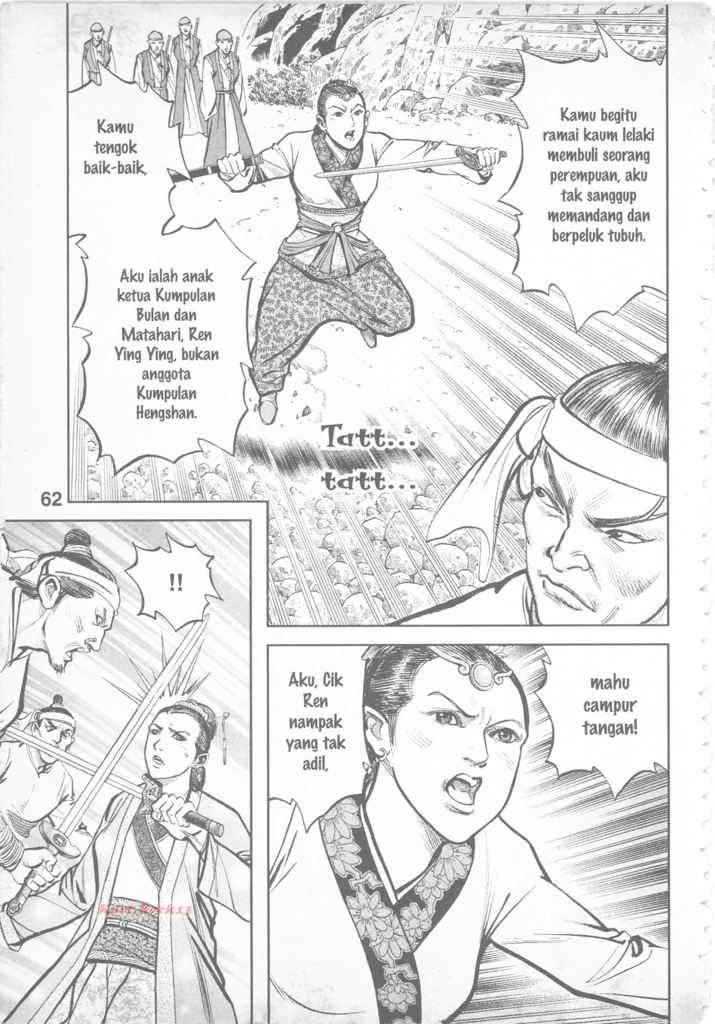 Kamu begitu
ramai kaum lelaki
membuli seorang
perempuan, aku
tak sanggup
memandang dan
berpeluk tubuh.
Kamu
tengok
baik-baik,
Aku ialah anak
ketua Kumpulan
Bulan dan
Matahari, Ren
Ying Ying, bukan
anggota
Kumpulan
Hengshan.
Tatt...
tatt...
62
!!
Aku, Cik
Ren
nampak
yang tak
adil,
mahu
campur
tangan!